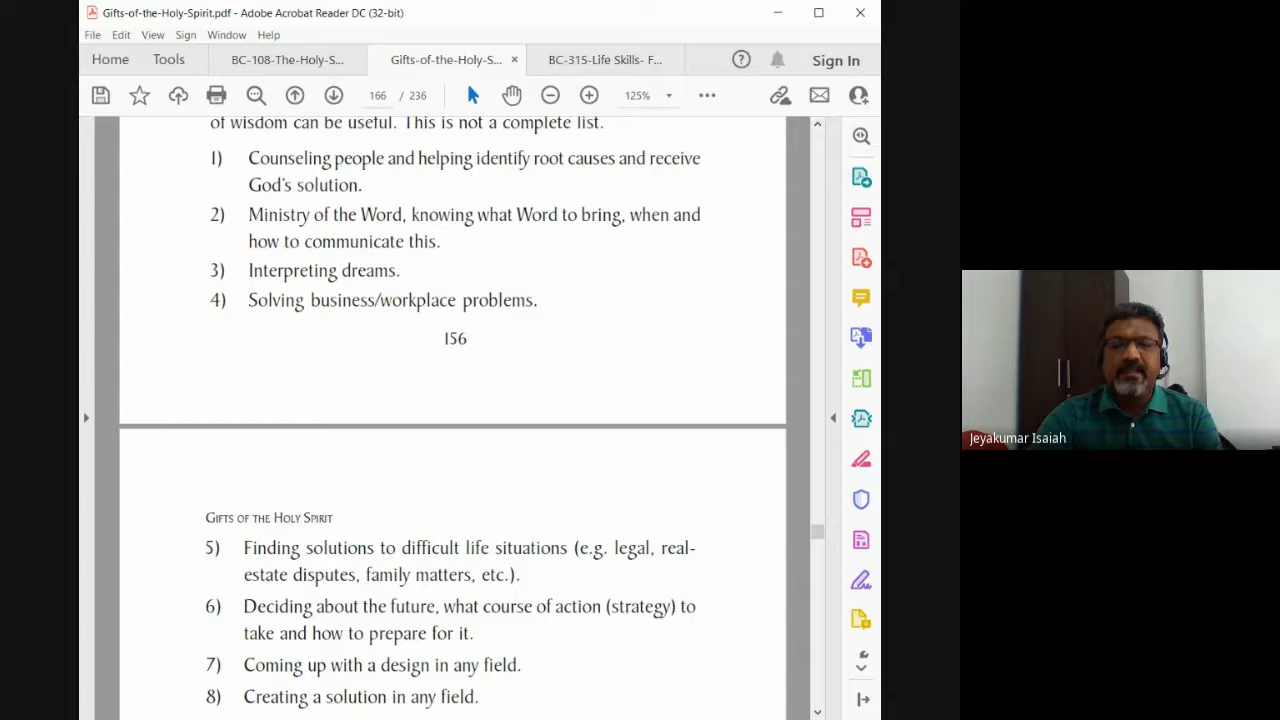 Gifts-of-the-Holy-Spirit.pdf - Adobe Acrobat Reader DC (32-bit)
File Edit View Sign Window Help
Home Tools BC-108-The-Holy-S... Gifts-of-the-Holy-S... × BC-315-Life Skills- F... Sign In
166 / 236 125%
of wisdom can be useful. This is not a complete list.
1) Counseling people and helping identify root causes and receive
God's solution.
2) Ministry of the Word, knowing what Word to bring, when and
how to communicate this.
3) Interpreting dreams.
4) Solving business/workplace problems.
156
GIFTS OF THE HOLY SPIRIT
5) Finding solutions to difficult life situations (e.g. legal, real-
estate disputes, family matters, etc.).
6) Deciding about the future, what course of action (strategy) to
take and how to prepare for it.
7) Coming up with a design in any field.
8) Creating a solution in any field.
Jeyakumar Isaiah